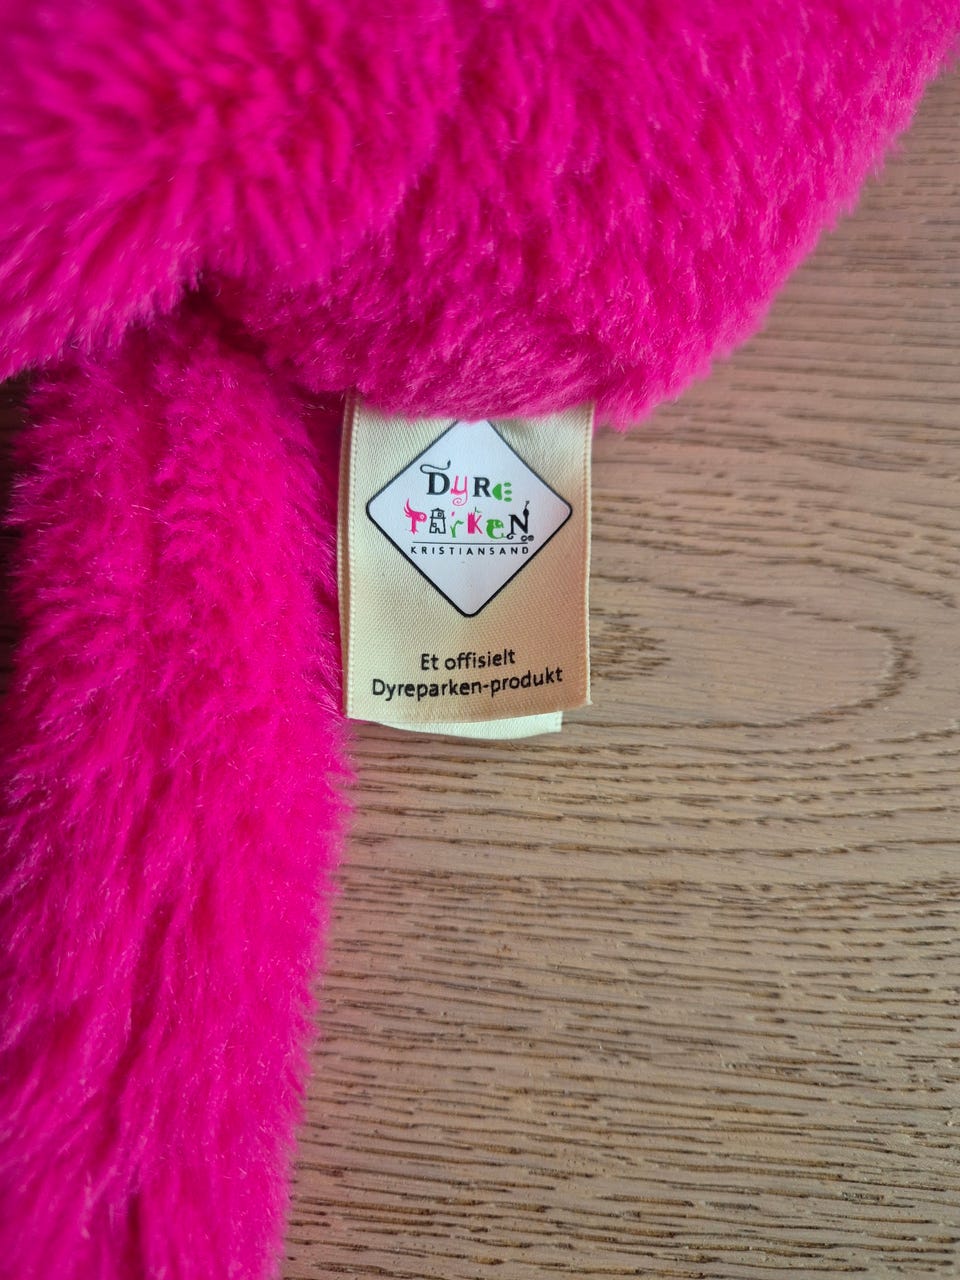 DYRE
PARKEN
KRISTIANSAND
Et offisielt
Dyreparken-produkt